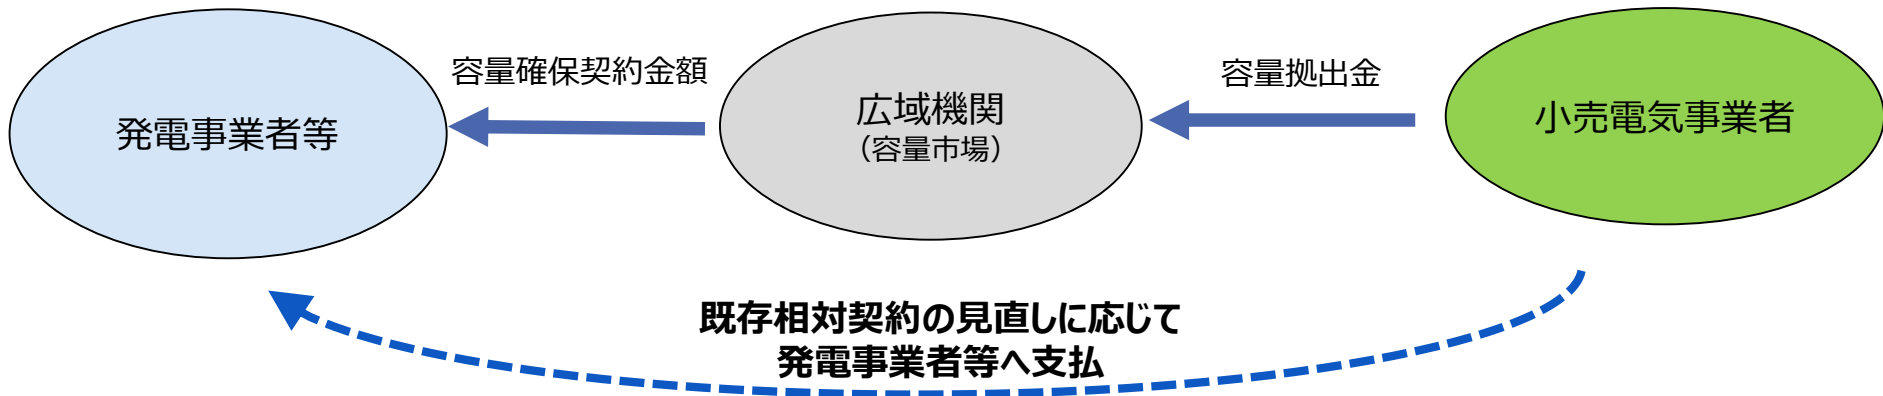 発電事業者等
容量確保契約金額
広域機関
（容量市場）
容量拠出金
小売電気事業者
既存相対契約の見直しに応じて
発電事業者等へ支払